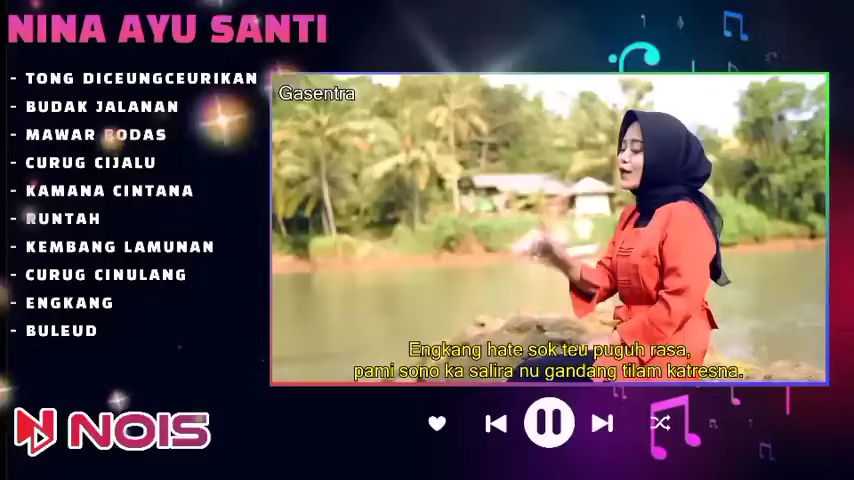 NINA AYU SANTI
- TONG DICEUNGCEURIKAN
- BUDAK JALANAN
- MAWAR BODAS
- CURUG CIJALU
- KAMANA CINTANA
- RUNTAH
- KEMBANG LAMUNAN
- CURUG CINULANG
- ENGKANG
- BULEUD
Gasentra
Engkang hate sok teu puguh rasa,
pami sono ka salira nu gandang tilam katresna.
NOIS